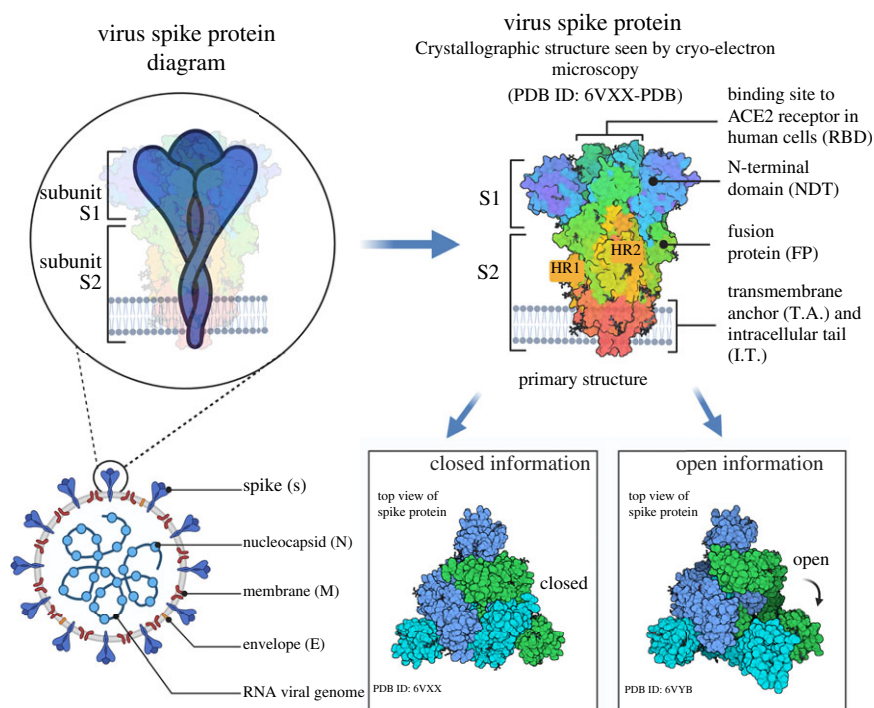 virus spike protein
diagram
subunit
S1
subunit
S2
virus spike protein
Crystallographic structure seen by cryo-electron
microscopy
(PDB ID: 6VXX-PDB)
binding site to
ACE2 receptor in
human cells (RBD)
N-terminal
domain (NDT)
S1
fusion
protein (FP)
HR2
HR1
S2
transmembrane
anchor (T.A.) and
intracellular tail
(I.T.)
primary structure
spike (s)
nucleocapsid (N)
membrane (M)
envelope (E)
RNA viral genome
closed information
top view of
spike protein
closed
PDB ID: 6VXX
open information
top view of
spike protein
open
PDB ID: 6VYB